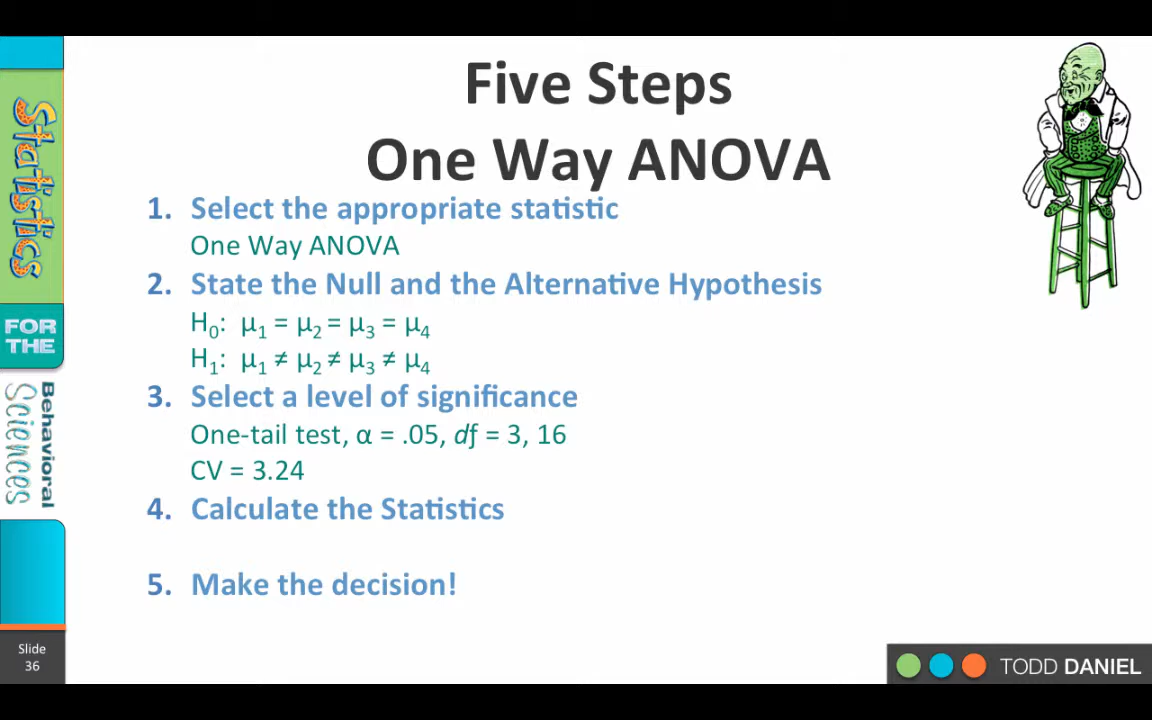 Five Steps
One Way ANOVA
1. Select the appropriate statistic
One Way ANOVA
2. State the Null and the Alternative Hypothesis
H₀: μ₁ = μ₂ = μ₃ = μ₄
H₁: μ₁ ≠ μ₂ ≠ μ₃ ≠ μ₄
3. Select a level of significance
One-tail test, α = .05, dƒ = 3, 16
CV = 3.24
4. Calculate the Statistics
5. Make the decision!
Statistics
FOR
THE
Behavioral
Sciences
Slide
36
TODD DANIEL